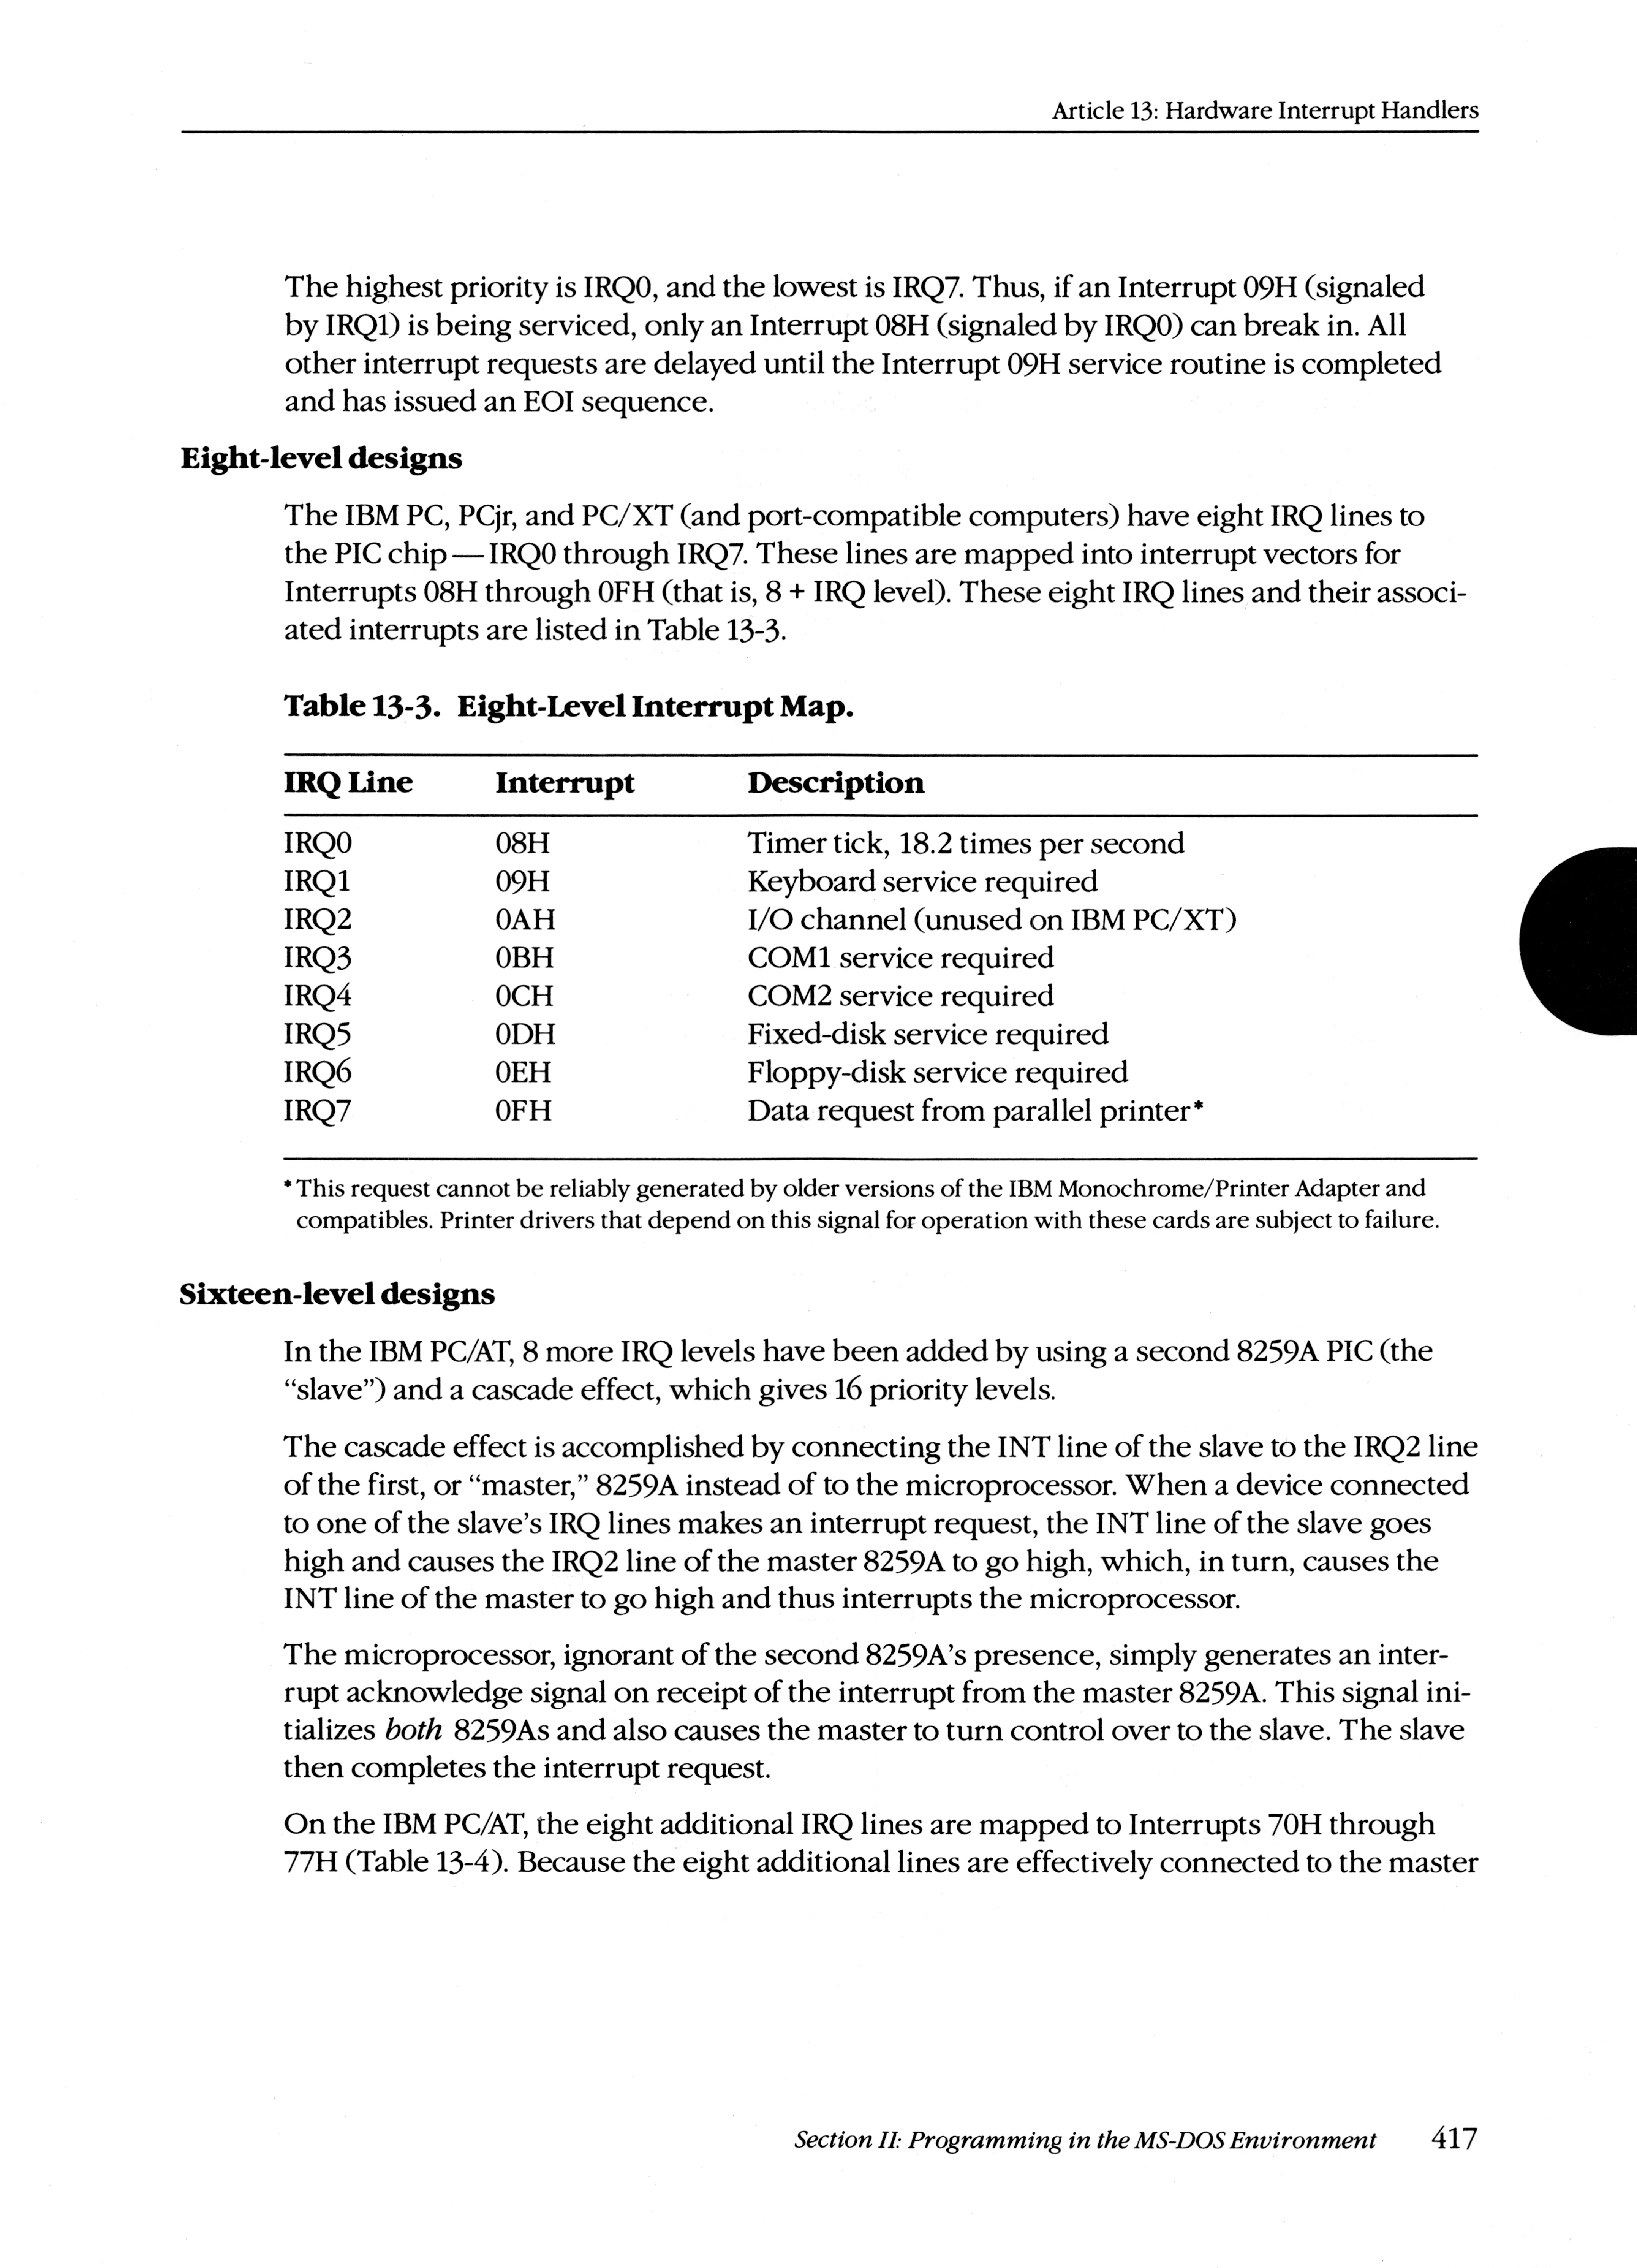 Article 13: Hardware Interrupt Handlers
The highest priority is IRQ0, and the lowest is IRQ7. Thus, if an Interrupt 09H (signaled
by IRQ1) is being serviced, only an Interrupt 08H (signaled by IRQ0) can break in. All
other interrupt requests are delayed until the Interrupt 09H service routine is completed
and has issued an EOI sequence.
Eight-level designs
The IBM PC, PCjr, and PC/XT (and port-compatible computers) have eight IRQ lines to
the PIC chip — IRQ0 through IRQ7. These lines are mapped into interrupt vectors for
Interrupts 08H through 0FH (that is, 8 + IRQ level). These eight IRQ lines and their associ-
ated interrupts are listed in Table 13-3.
Table 13-3. Eight-Level Interrupt Map.
IRQ Line Interrupt Description
IRQ0 08H Timer tick, 18.2 times per second
IRQ1 09H Keyboard service required
IRQ2 0AH I/O channel (unused on IBM PC/XT)
IRQ3 0BH COM1 service required
IRQ4 0CH COM2 service required
IRQ5 0DH Fixed-disk service required
IRQ6 0EH Floppy-disk service required
IRQ7 0FH Data request from parallel printer*
* This request cannot be reliably generated by older versions of the IBM Monochrome/Printer Adapter and
compatibles. Printer drivers that depend on this signal for operation with these cards are subject to failure.
Sixteen-level designs
In the IBM PC/AT, 8 more IRQ levels have been added by using a second 8259A PIC (the
“slave”) and a cascade effect, which gives 16 priority levels.
The cascade effect is accomplished by connecting the INT line of the slave to the IRQ2 line
of the first, or “master,” 8259A instead of to the microprocessor. When a device connected
to one of the slave’s IRQ lines makes an interrupt request, the INT line of the slave goes
high and causes the IRQ2 line of the master 8259A to go high, which, in turn, causes the
INT line of the master to go high and thus interrupts the microprocessor.
The microprocessor, ignorant of the second 8259A’s presence, simply generates an inter-
rupt acknowledge signal on receipt of the interrupt from the master 8259A. This signal ini-
tializes both 8259As and also causes the master to turn control over to the slave. The slave
then completes the interrupt request.
On the IBM PC/AT, the eight additional IRQ lines are mapped to Interrupts 70H through
77H (Table 13-4). Because the eight additional lines are effectively connected to the master
Section II: Programming in the MS-DOS Environment 417